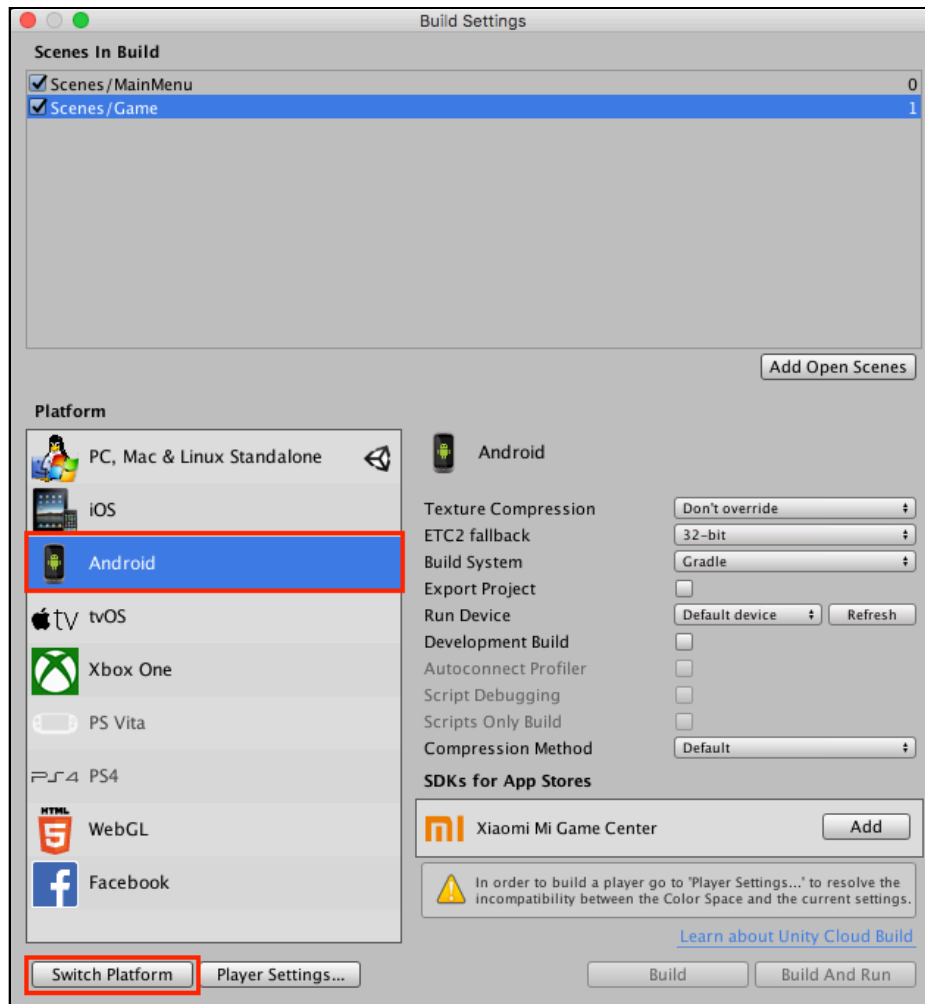 Build Settings
Scenes In Build
Scenes/MainMenu 0
Scenes/Game 1
Add Open Scenes
Platform
PC, Mac & Linux Standalone
iOS
Android
tv tvOS
Xbox One
PS Vita
PS4 PS4
HTML 5 WebGL
f Facebook
Android
Texture Compression Don't override
ETC2 fallback 32-bit
Build System Gradle
Export Project
Run Device Default device Refresh
Development Build
Autoconnect Profiler
Script Debugging
Scripts Only Build
Compression Method Default
SDKs for App Stores
MI Xiaomi Mi Game Center Add
In order to build a player go to 'Player Settings...' to resolve the
incompatibility between the Color Space and the current settings.
Learn about Unity Cloud Build
Switch Platform Player Settings... Build Build And Run